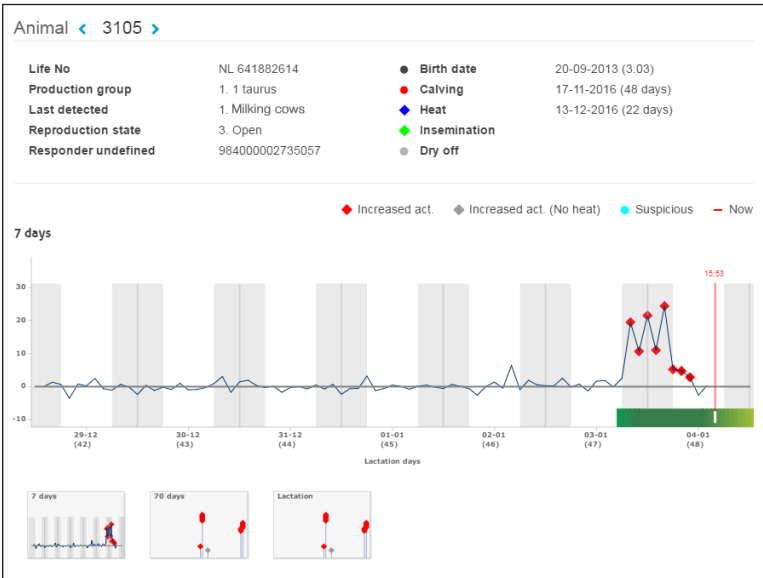 Animal < 3105 >
Life No NL 641882614 Birth date 20-09-2013 (3.03)
Production group 1. 1 taurus Calving 17-11-2016 (48 days)
Last detected 1. Milking cows Heat 13-12-2016 (22 days)
Reproduction state 3. Open Insemination
Responder undefined 984000002735057 Dry off
Increased act. Increased act. (No heat) Suspicious Now
7 days
15:53
30
20
10
0
-10
29-12 30-12 31-12 01-01 02-01 03-01 04-01
(42) (43) (44) (45) (46) (47) (48)
Lactation days
7 days 70 days Lactation